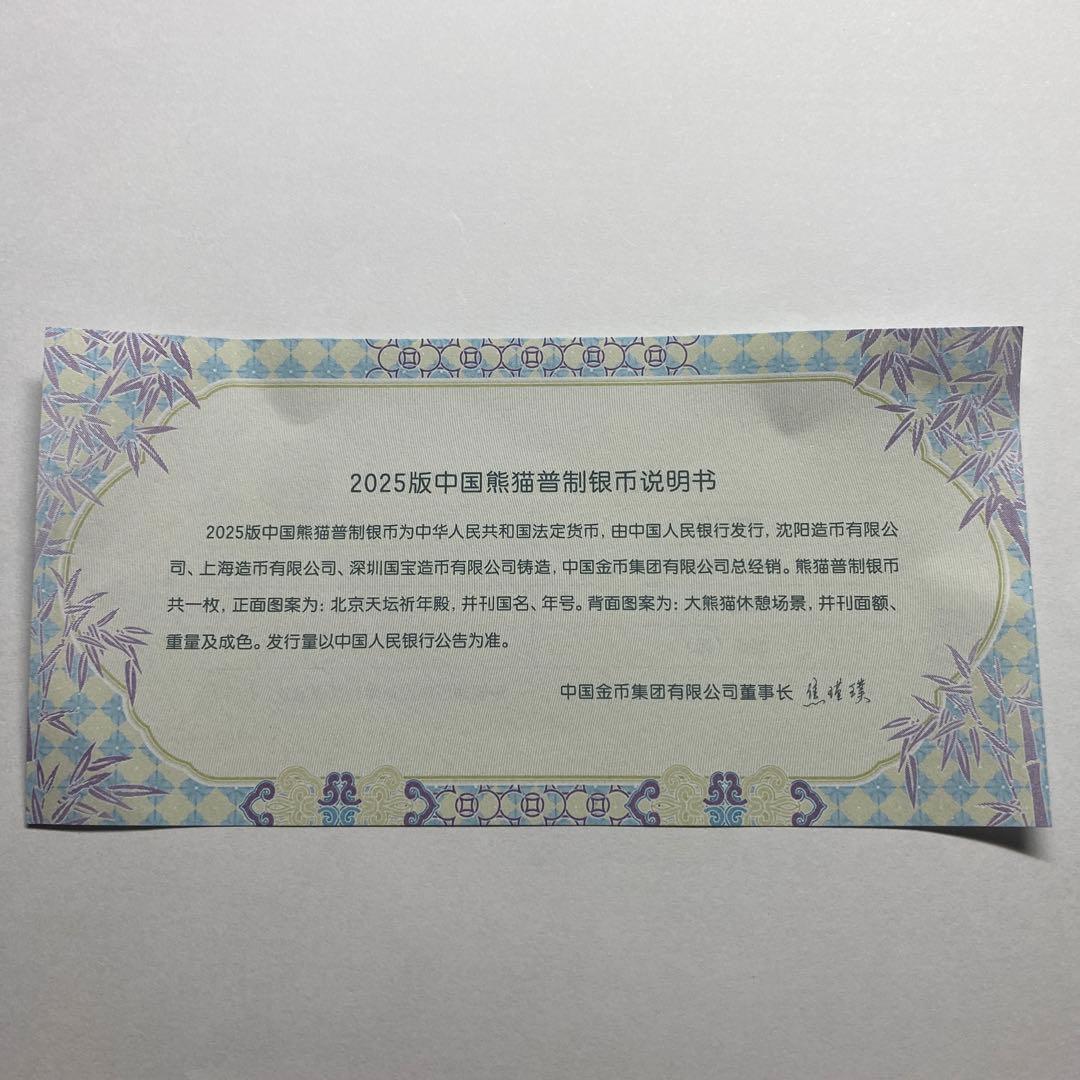 2025版中国熊猫普制银币说明书
2025版中国熊猫普制银币为中华人民共和国法定货币，由中国人民银行发行，沈阳造币有限公
司、上海造币有限公司、深圳国宝造币有限公司铸造，中国金币集团有限公司总经销。熊猫普制银币
共一枚，正面图案为：北京天坛祈年殿，并刊国名、年号。背面图案为：大熊猫休憩场景，并刊面额、
重量及成色。发行量以中国人民银行公告为准。
中国金币集团有限公司董事长 焦瑾璞